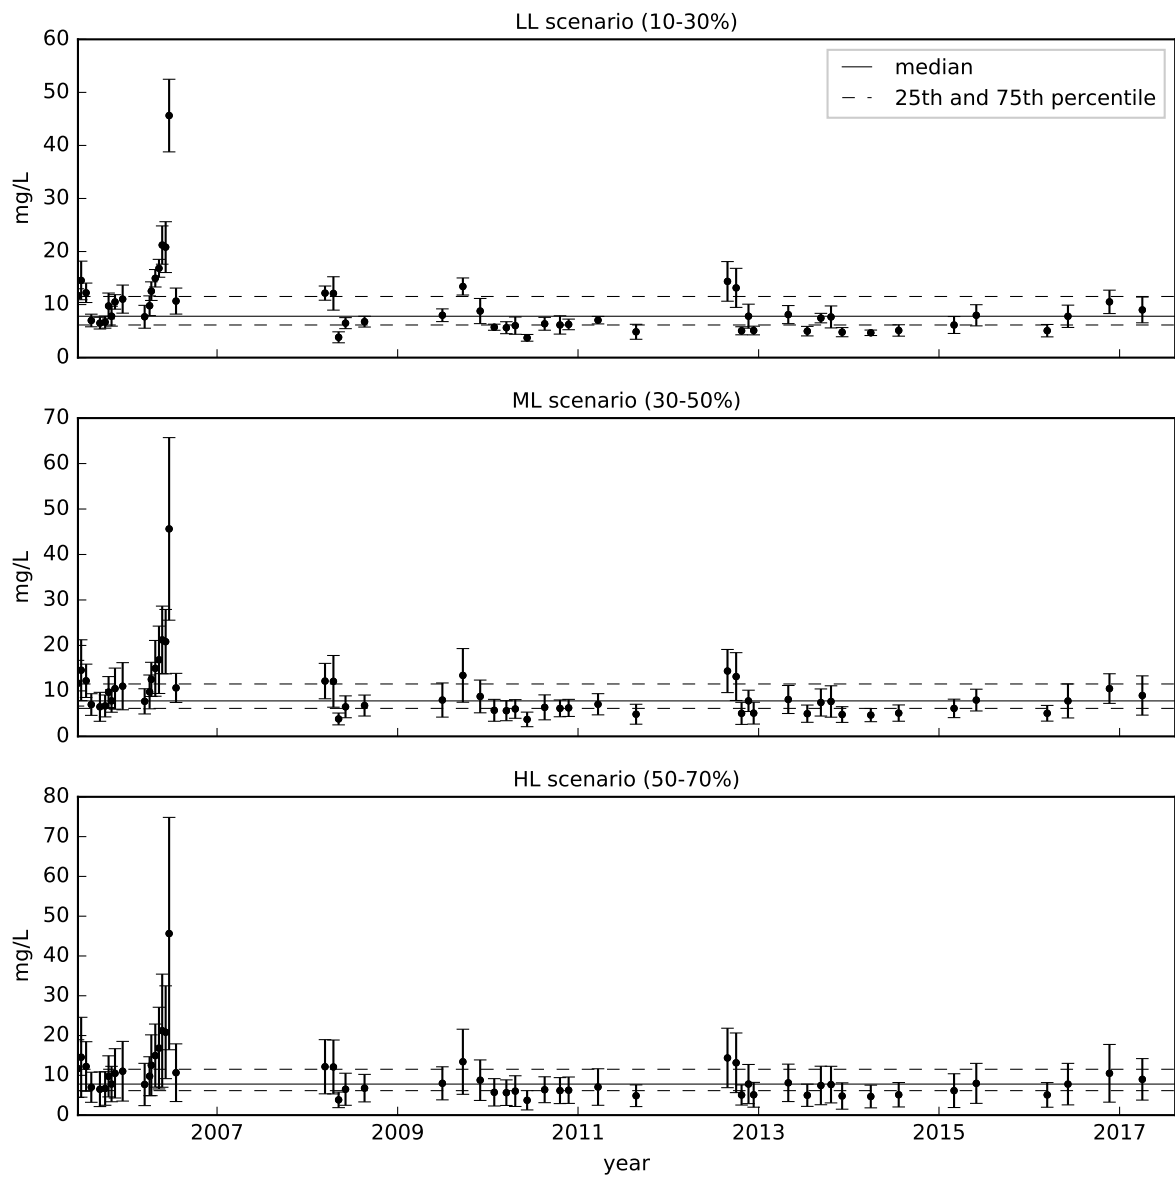 LL scenario (10-30%)
60
50
40
30
20
10
0
mg/L
median
25th and 75th percentile
ML scenario (30-50%)
70
60
50
40
30
20
10
0
mg/L
HL scenario (50-70%)
80
70
60
50
40
30
20
10
0
mg/L
2007 2009 2011 2013 2015 2017
year